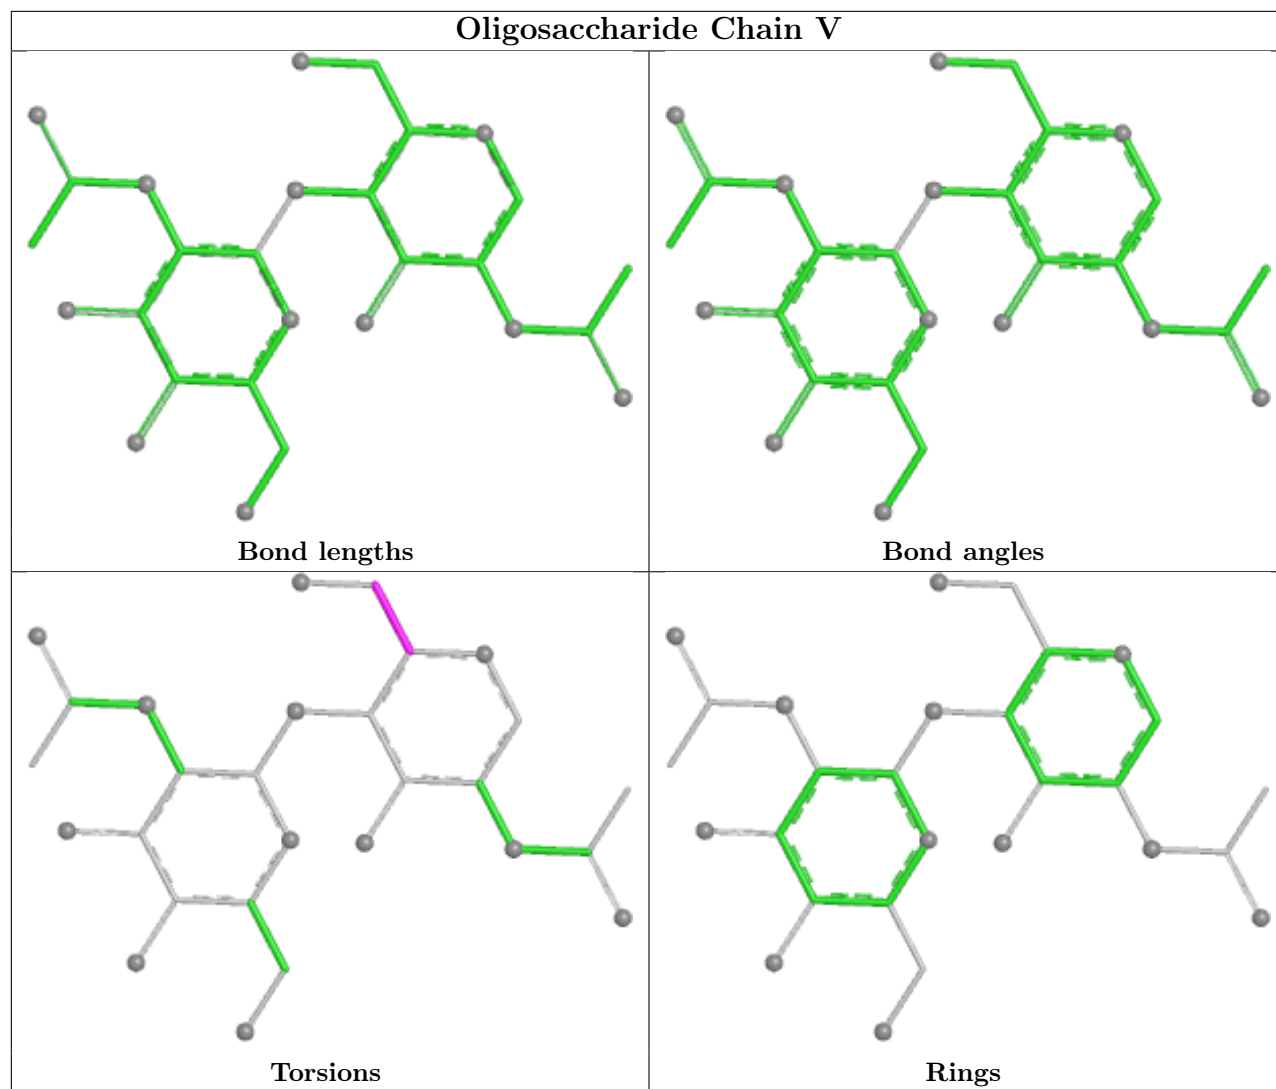 Oligosaccharide Chain V
Bond lengths
Bond angles
Torsions
Rings